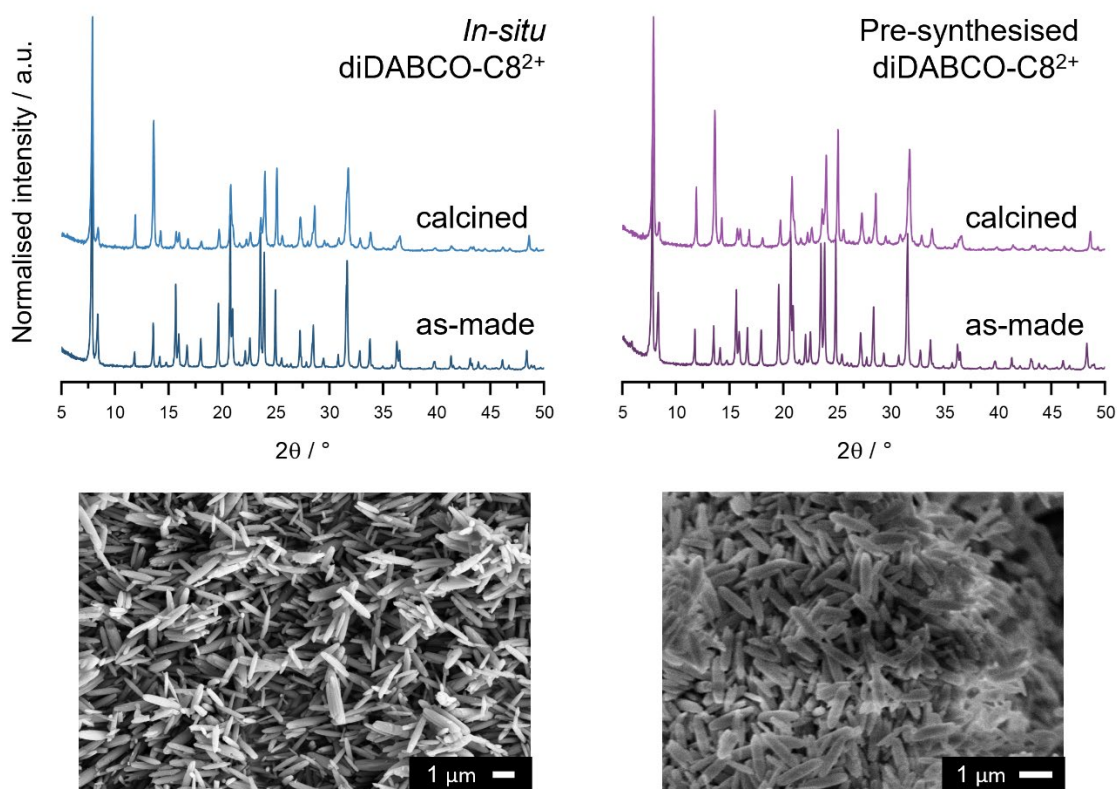 Normalised intensity / a.u.
In-situ
diDABCO-C8²⁺
calcined
as-made
5 10 15 20 25 30 35 40 45 50
2θ / °
Pre-synthesised
diDABCO-C8²⁺
calcined
as-made
5 10 15 20 25 30 35 40 45 50
2θ / °
1 μm
1 μm